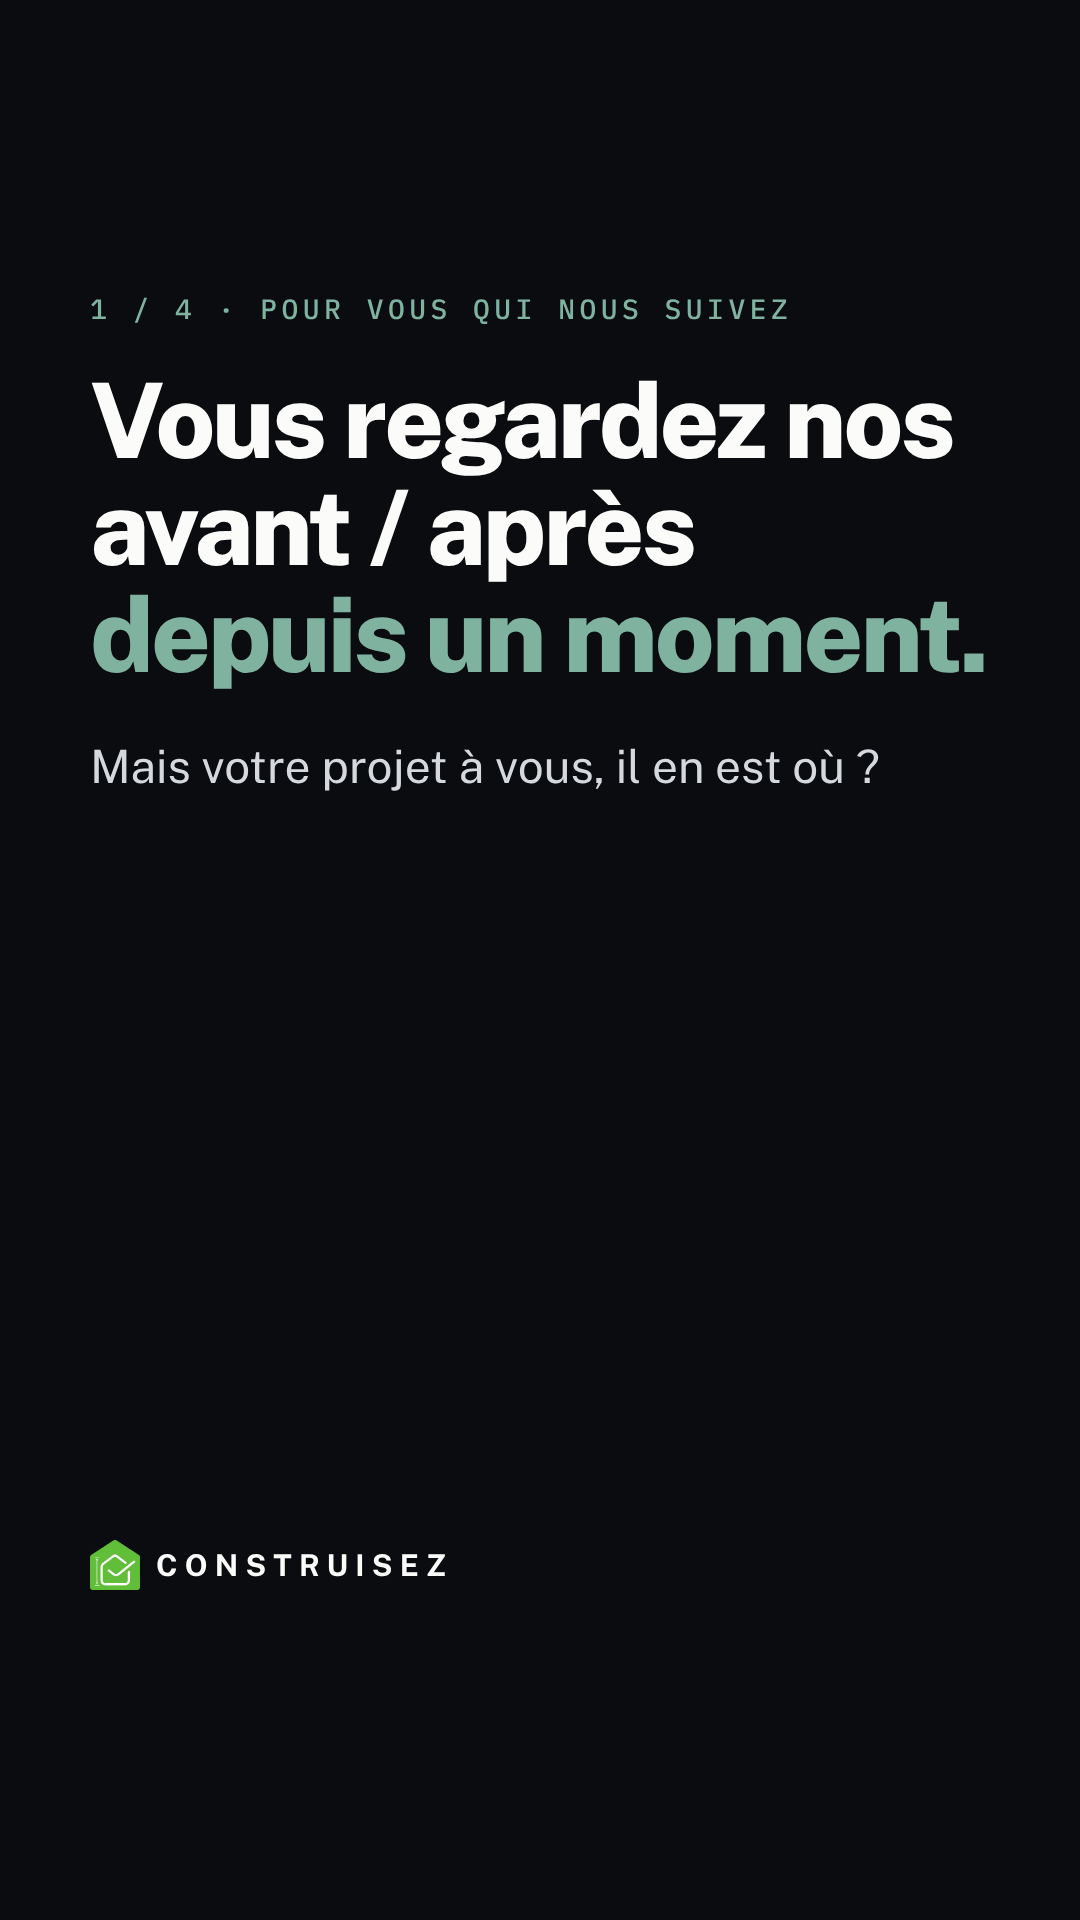 1 / 4 · POUR VOUS QUI NOUS SUIVEZ
Vous regardez nos
avant / après
depuis un moment.
Mais votre projet à vous, il en est où ?
CONSTRUISEZ